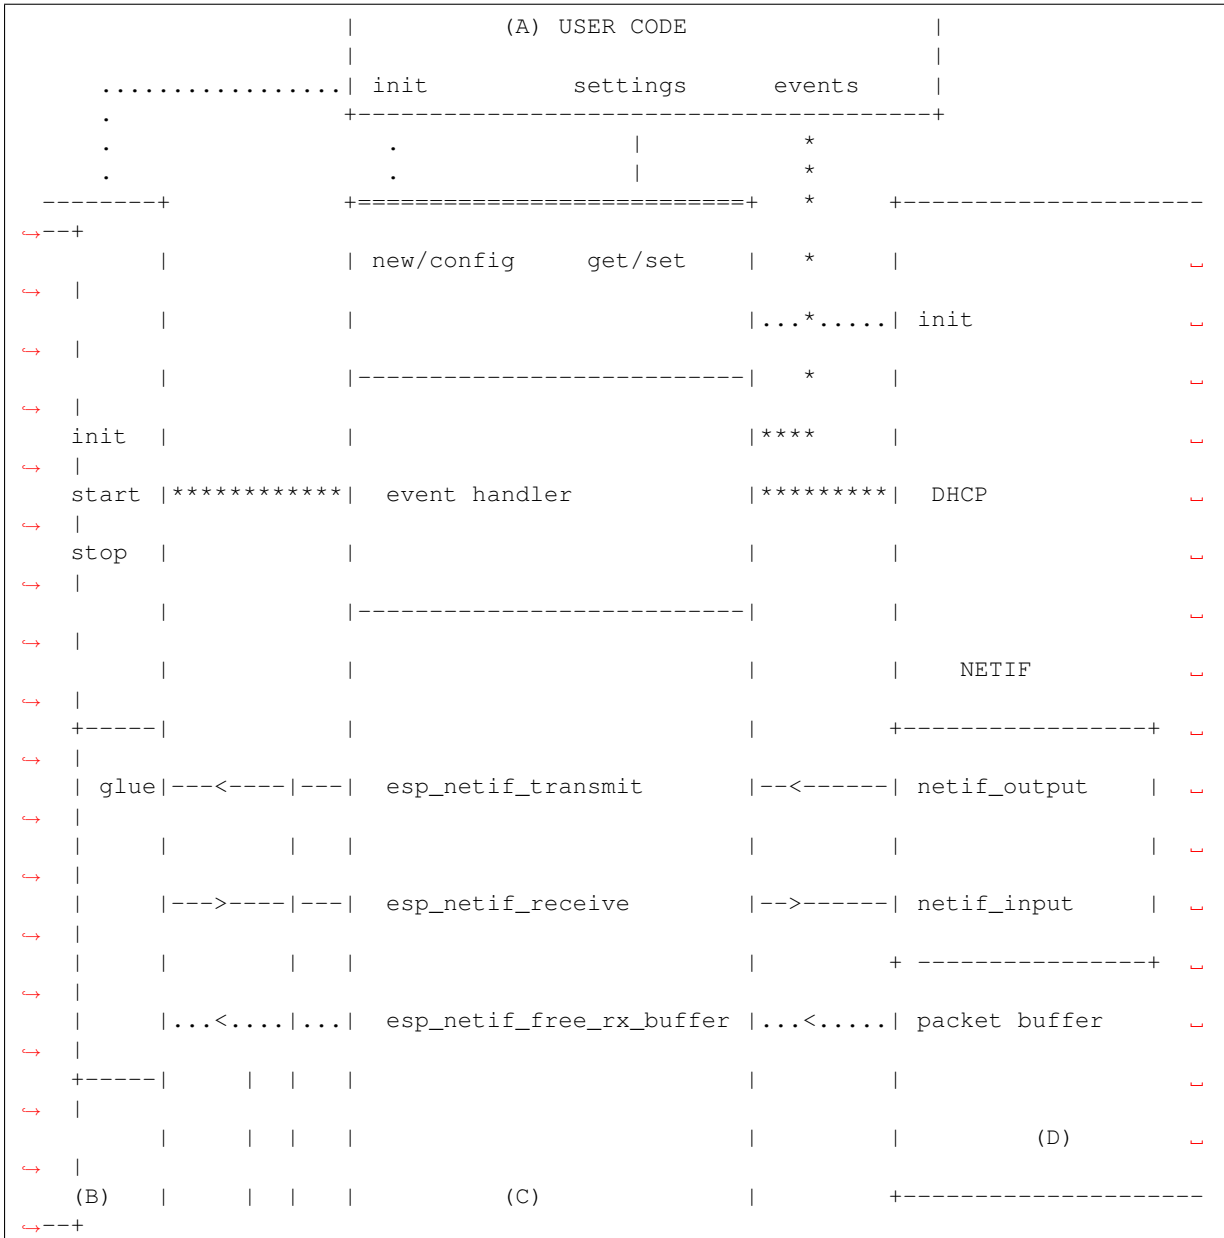 |          (A) USER CODE                 |
|                                        |
.................| init          settings      events     |
.                +----------------------------------------+
.                   .                |           *
.                   .                |           *
--------+            +===========================+   *     +---------------------
↪--+
|            | new/config     get/set    |   *     |                    ␣
↪  |
|            |                           |...*.....| init               ␣
↪  |
|            |---------------------------|   *     |                    ␣
↪  |
init  |            |                           |****     |                    ␣
↪  |
start |************|  event handler            |*********|  DHCP              ␣
↪  |
stop  |            |                           |         |                    ␣
↪  |
|            |---------------------------|         |                    ␣
↪  |
|            |                           |         |    NETIF           ␣
↪  |
+-----|            |                           |         +-----------------+  ␣
↪  |
| glue|---<----|---|  esp_netif_transmit       |--<------| netif_output    |  ␣
↪  |
|     |        |   |                           |         |                 |  ␣
↪  |
|     |--->----|---|  esp_netif_receive        |-->------| netif_input     |  ␣
↪  |
|     |        |   |                           |         + ----------------+  ␣
↪  |
|     |...<....|...|  esp_netif_free_rx_buffer |...<.....| packet buffer      ␣
↪  |
+-----|     |  |   |                           |         |                    ␣
↪  |
|     |  |   |                           |         |         (D)        ␣
↪  |
(B)   |     |  |   |          (C)              |         +---------------------
↪--+